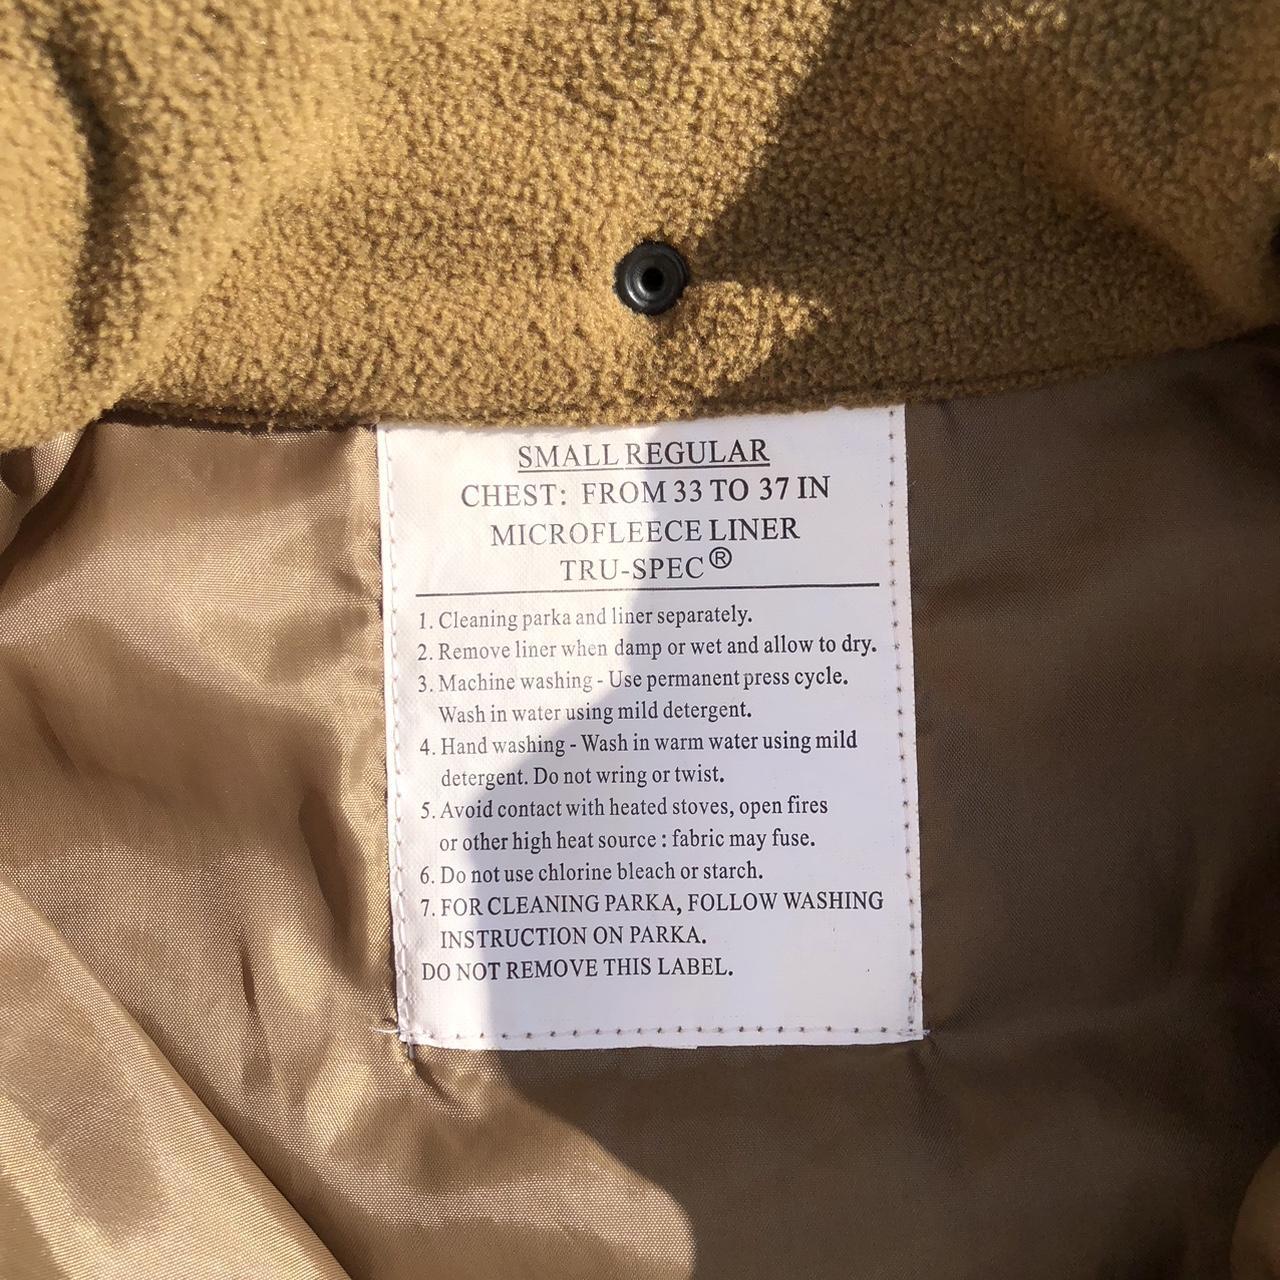 SMALL REGULAR
CHEST: FROM 33 TO 37 IN
MICROFLEECE LINER
TRU-SPEC®
1. Cleaning parka and liner separately.
2. Remove liner when damp or wet and allow to dry.
3. Machine washing - Use permanent press cycle.
Wash in water using mild detergent.
4. Hand washing - Wash in warm water using mild
detergent. Do not wring or twist.
5. Avoid contact with heated stoves, open fires
or other high heat source : fabric may fuse.
6. Do not use chlorine bleach or starch.
7. FOR CLEANING PARKA, FOLLOW WASHING
INSTRUCTION ON PARKA.
DO NOT REMOVE THIS LABEL.